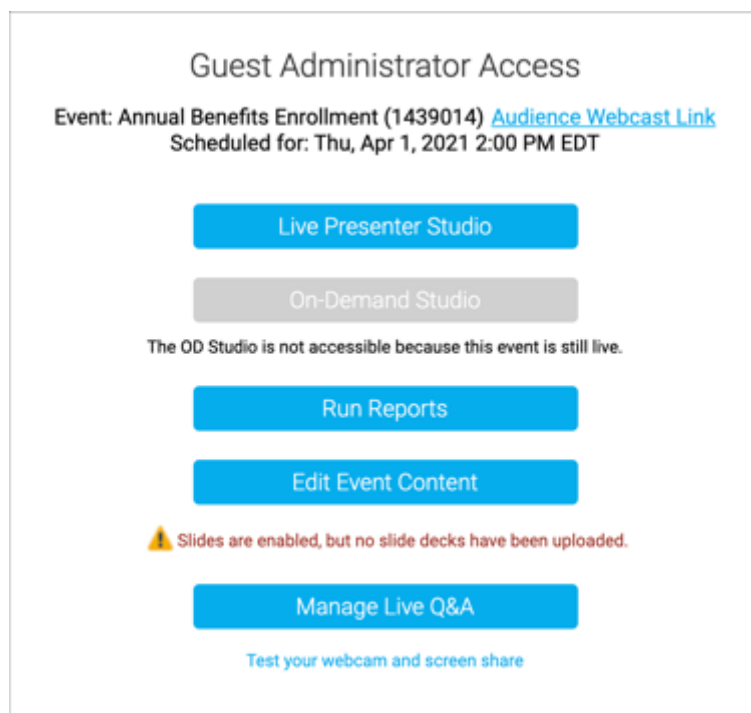 Guest Administrator Access
Event: Annual Benefits Enrollment (1439014) Audience Webcast Link
Scheduled for: Thu, Apr 1, 2021 2:00 PM EDT
Live Presenter Studio
On-Demand Studio
The OD Studio is not accessible because this event is still live.
Run Reports
Edit Event Content
Slides are enabled, but no slide decks have been uploaded.
Manage Live Q&A
Test your webcam and screen share